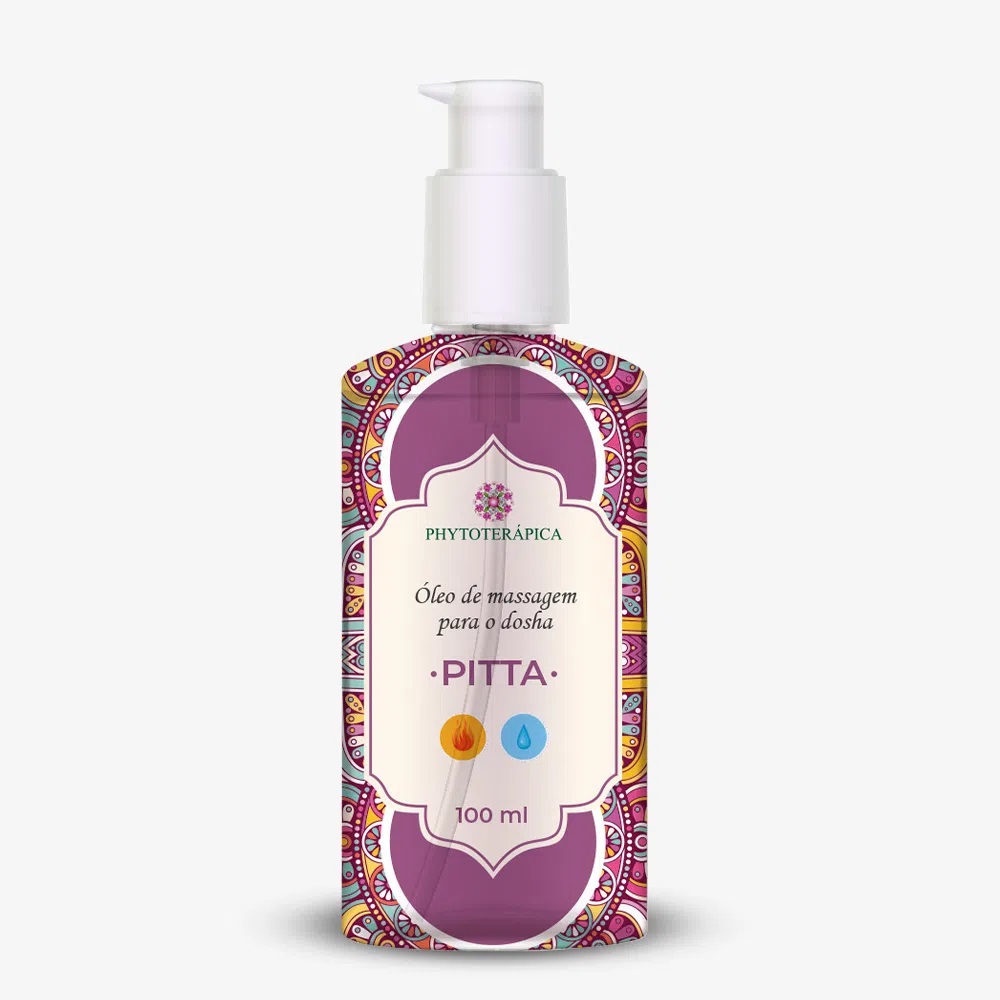 PHYTOTERÁPICA
Óleo de massagem
para o dosha
·PITTA·
100 ml